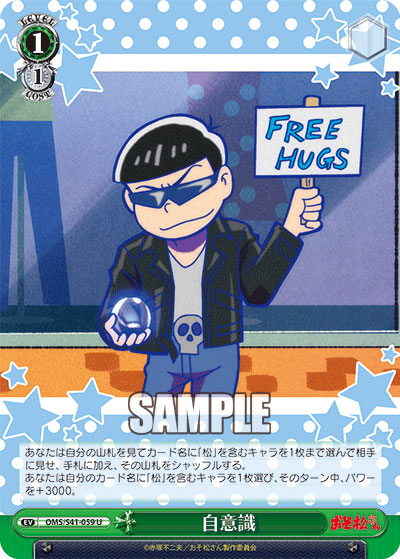 LEVEL
1
1
COST
FREE
HUGS
SAMPLE
あなたは自分の山札を見てカード名に「松」を含むキャラを1枚まで選んで相手
に見せ、手札に加え、その山札をシャッフルする。
あなたは自分のカード名に「松」を含むキャラを1枚選び、そのターン中、パワー
を+3000。
EV OMS/S41-059 U 自意識 おそ松さん
©赤塚不二夫/おそ松さん製作委員会